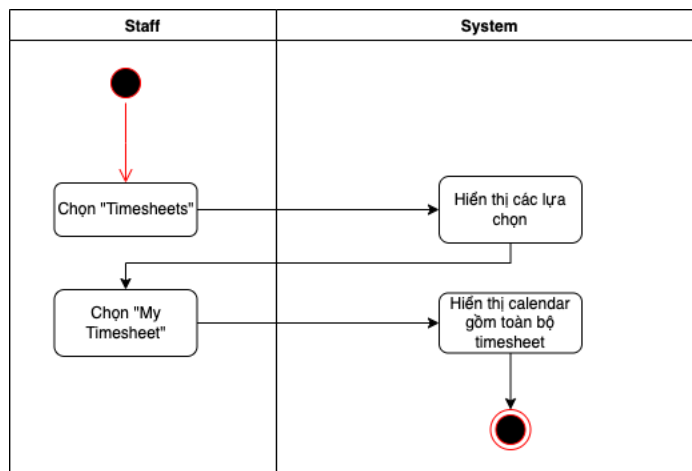 Staff
System
Chọn "Timesheets"
Hiển thị các lựa
chọn
Chọn "My
Timesheet"
Hiển thị calendar
gồm toàn bộ
timesheet